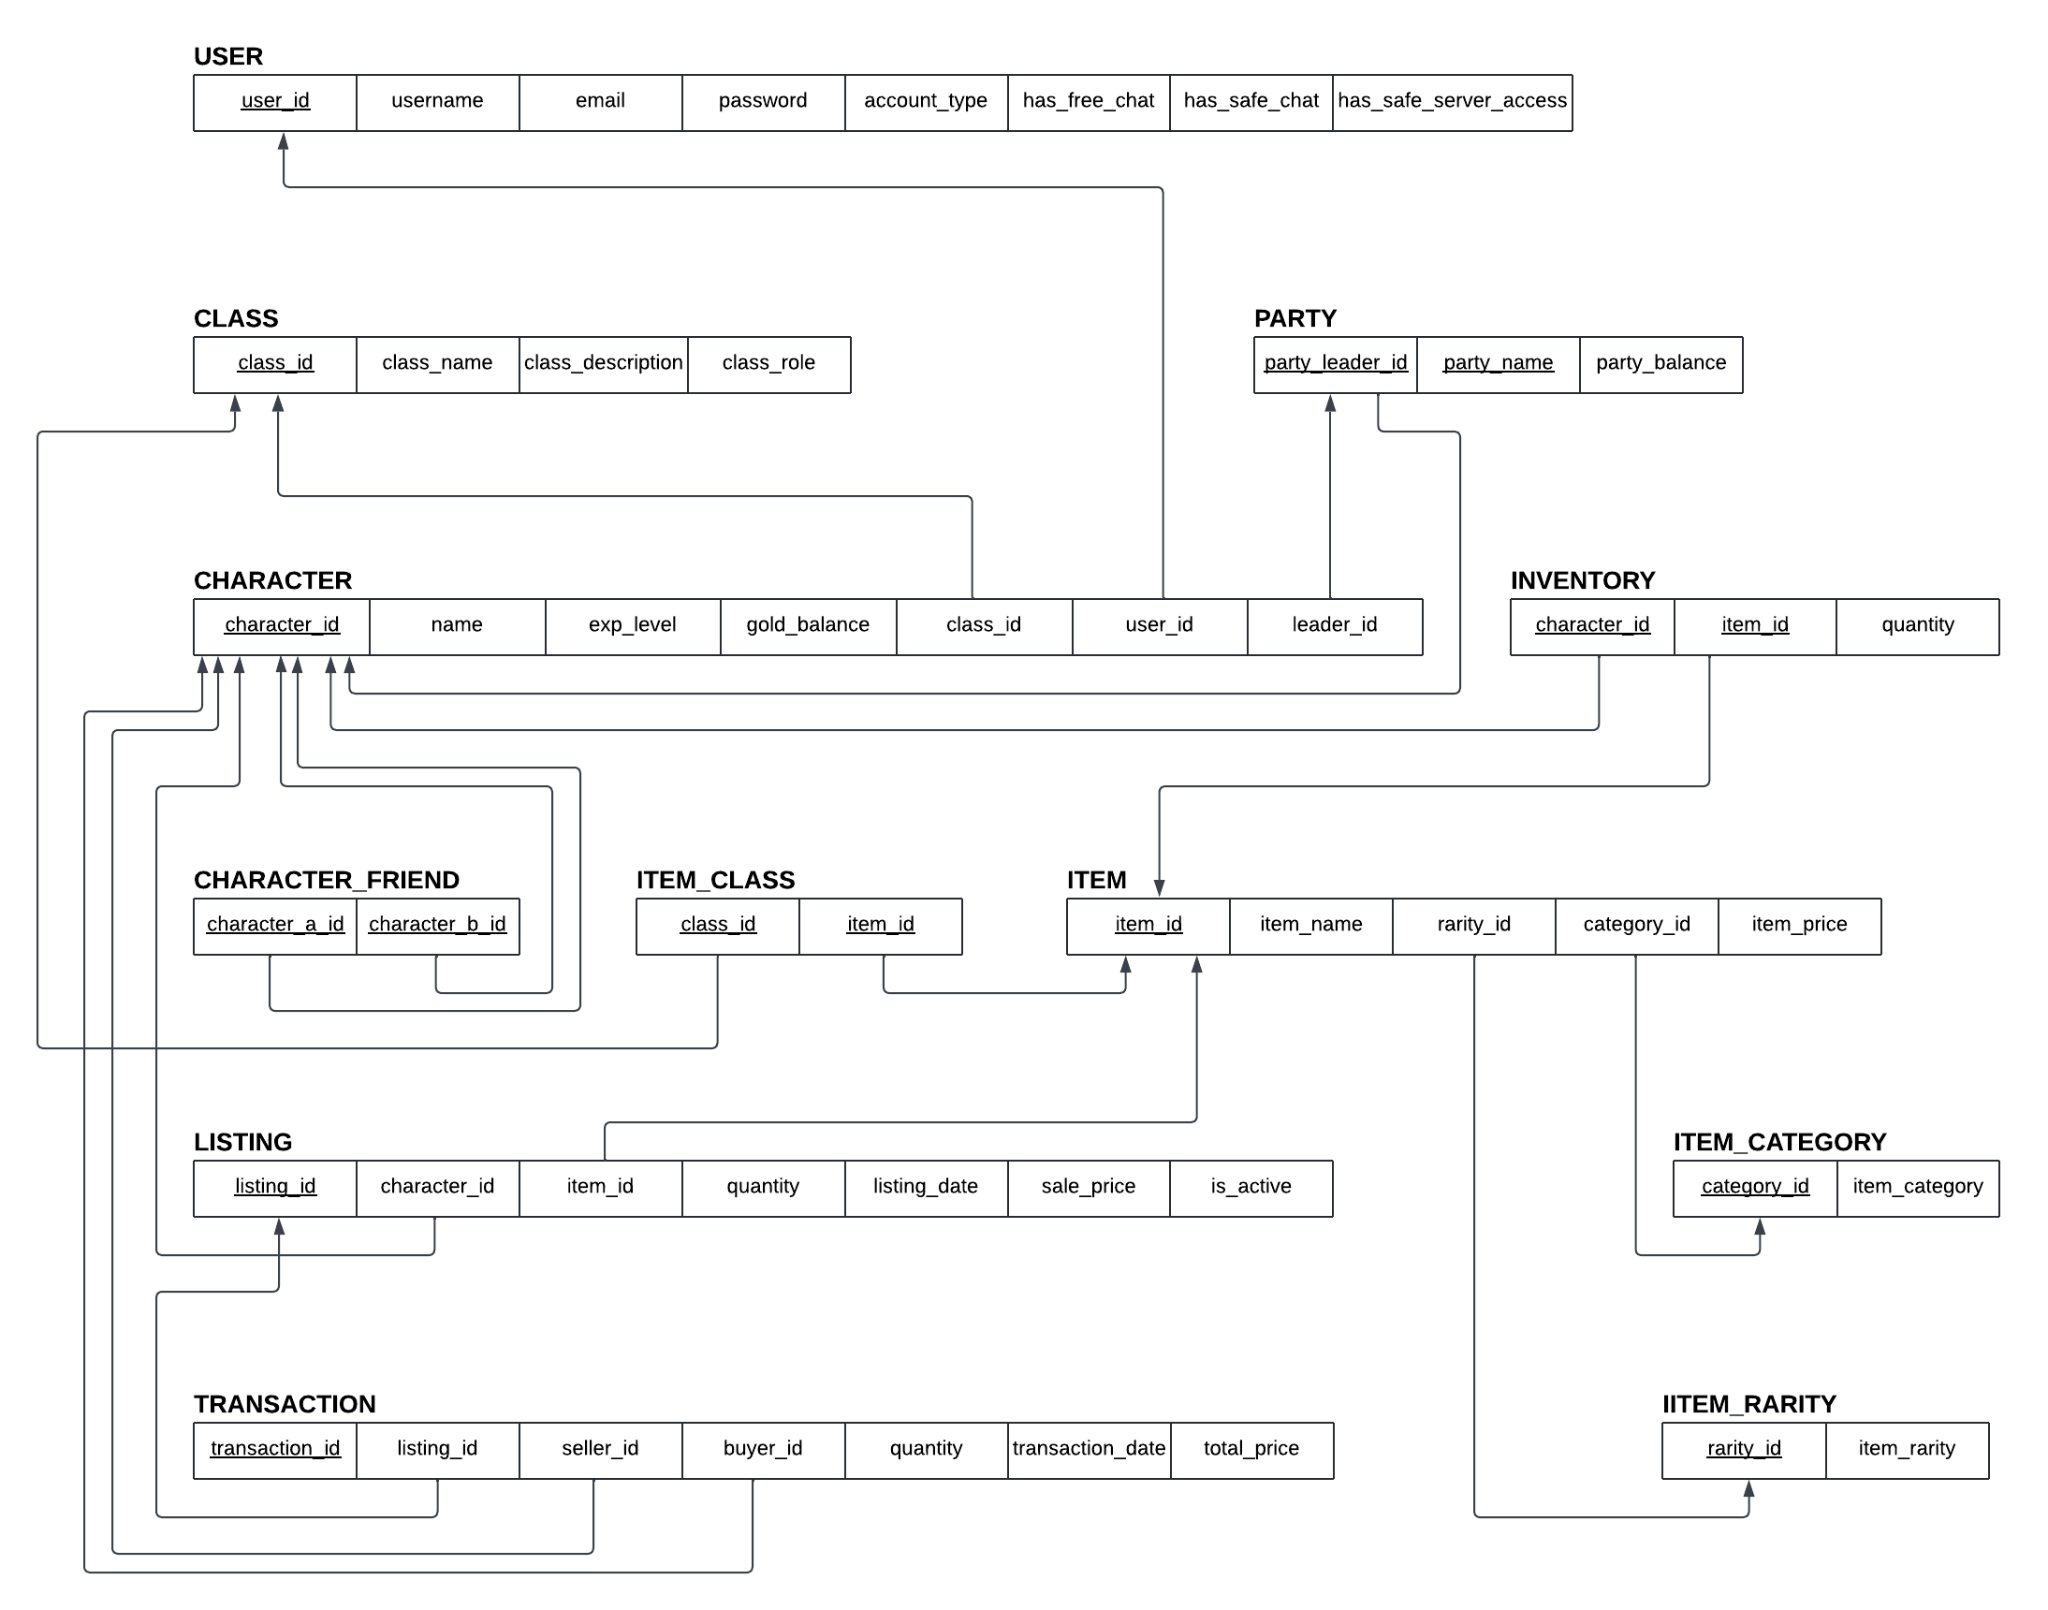 USER
user_id username email password account_type has_free_chat has_safe_chat has_safe_server_access
CLASS
class_id class_name class_description class_role
PARTY
party_leader_id party_name party_balance
CHARACTER
character_id name exp_level gold_balance class_id user_id leader_id
INVENTORY
character_id item_id quantity
CHARACTER_FRIEND
character_a_id character_b_id
ITEM_CLASS
class_id item_id
ITEM
item_id item_name rarity_id category_id item_price
LISTING
listing_id character_id item_id quantity listing_date sale_price is_active
ITEM_CATEGORY
category_id item_category
TRANSACTION
transaction_id listing_id seller_id buyer_id quantity transaction_date total_price
IITEM_RARITY
rarity_id item_rarity